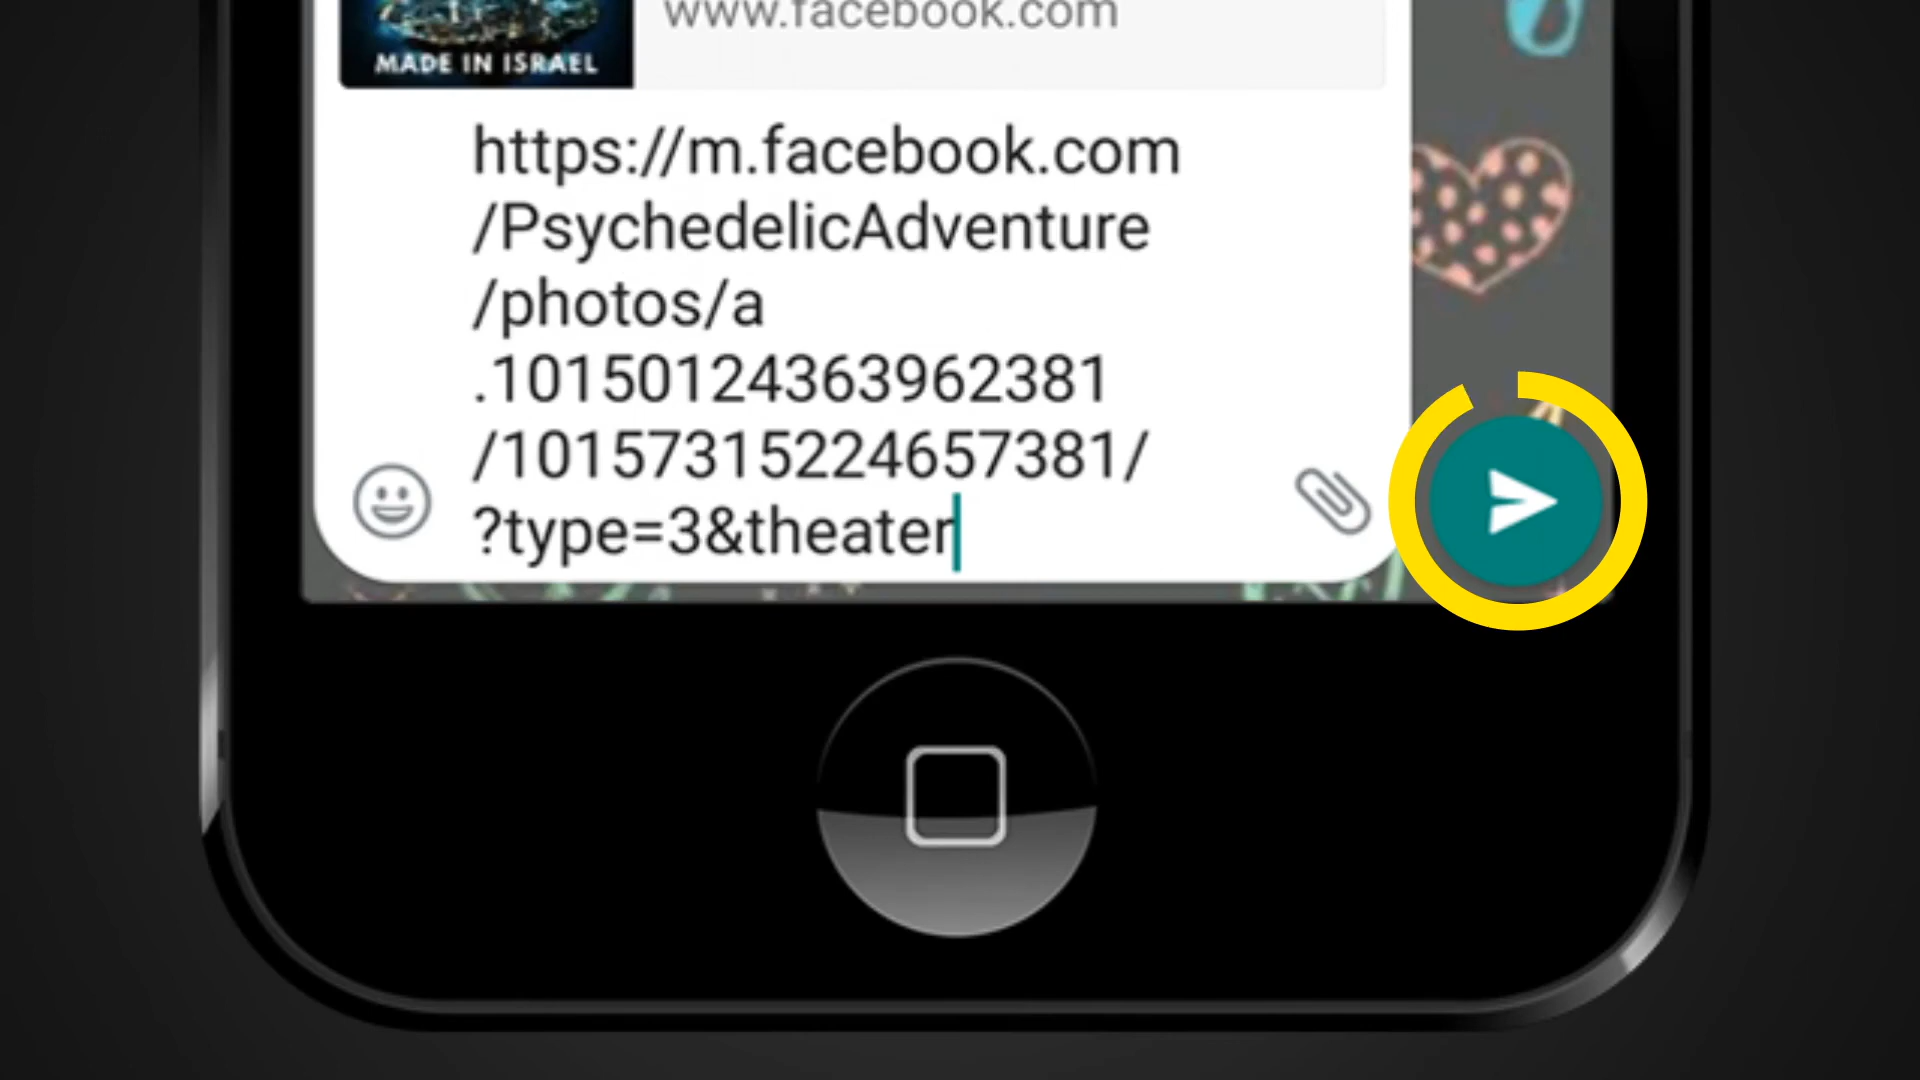 www.facebook.com
MADE IN ISRAEL
https://m.facebook.com
/PsychedelicAdventure
/photos/a
.10150124363962381
/10157315224657381/
?type=3&theater